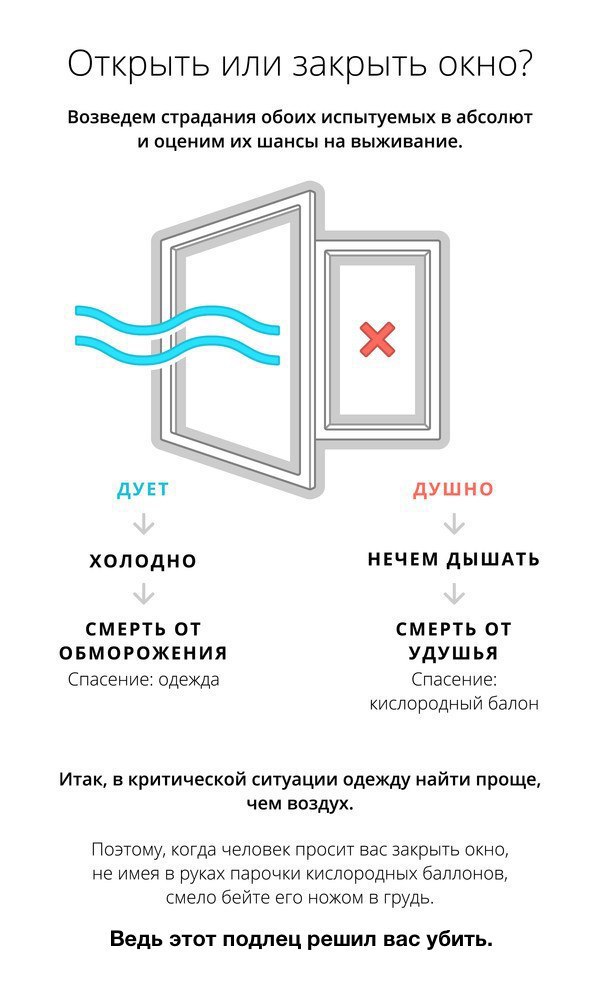 Открыть или закрыть окно?
Возведем страдания обоих испытуемых в абсолют
и оценим их шансы на выживание.
ДУЕТ
ХОЛОДНО
СМЕРТЬ ОТ
ОБМОРОЖЕНИЯ
Спасение: одежда
ДУШНО
НЕЧЕМ ДЫШАТЬ
СМЕРТЬ ОТ
УДУШЬЯ
Спасение:
кислородный балон
Итак, в критической ситуации одежду найти проще,
чем воздух.
Поэтому, когда человек просит вас закрыть окно,
не имея в руках парочки кислородных баллонов,
смело бейте его ножом в грудь.
Ведь этот подлец решил вас убить.